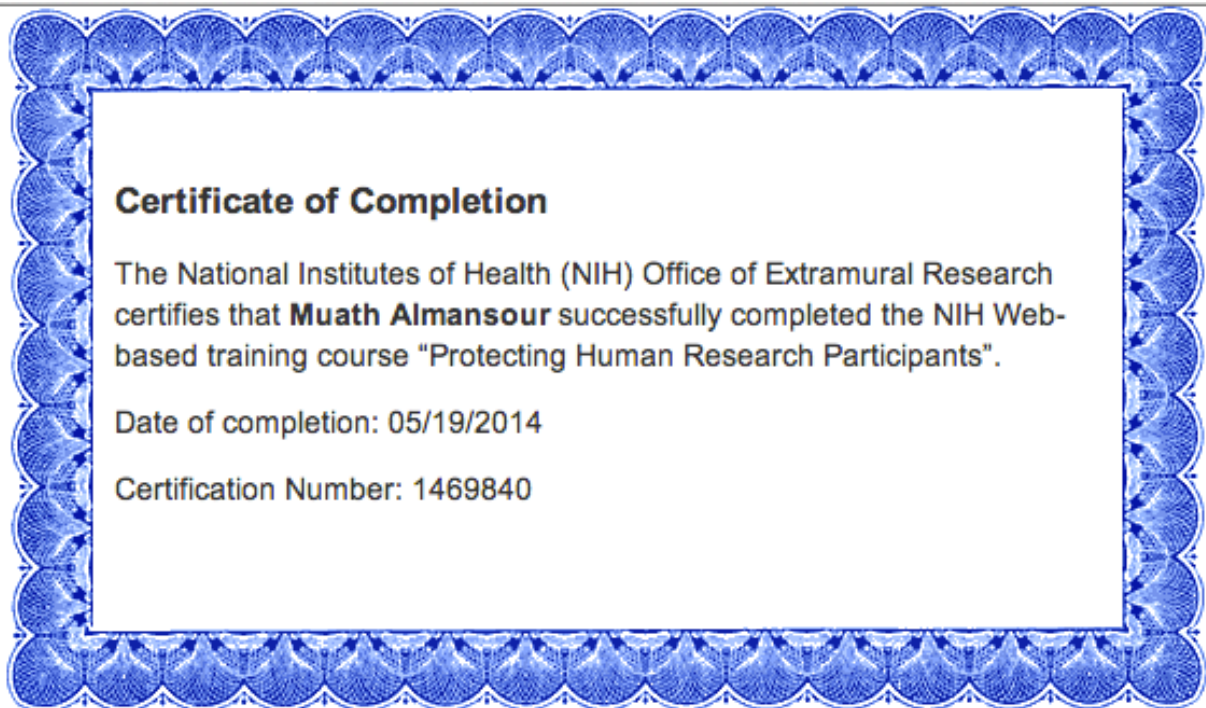 Certificate of Completion
The National Institutes of Health (NIH) Office of Extramural Research
certifies that Muath Almansour successfully completed the NIH Web-
based training course “Protecting Human Research Participants”.
Date of completion: 05/19/2014
Certification Number: 1469840